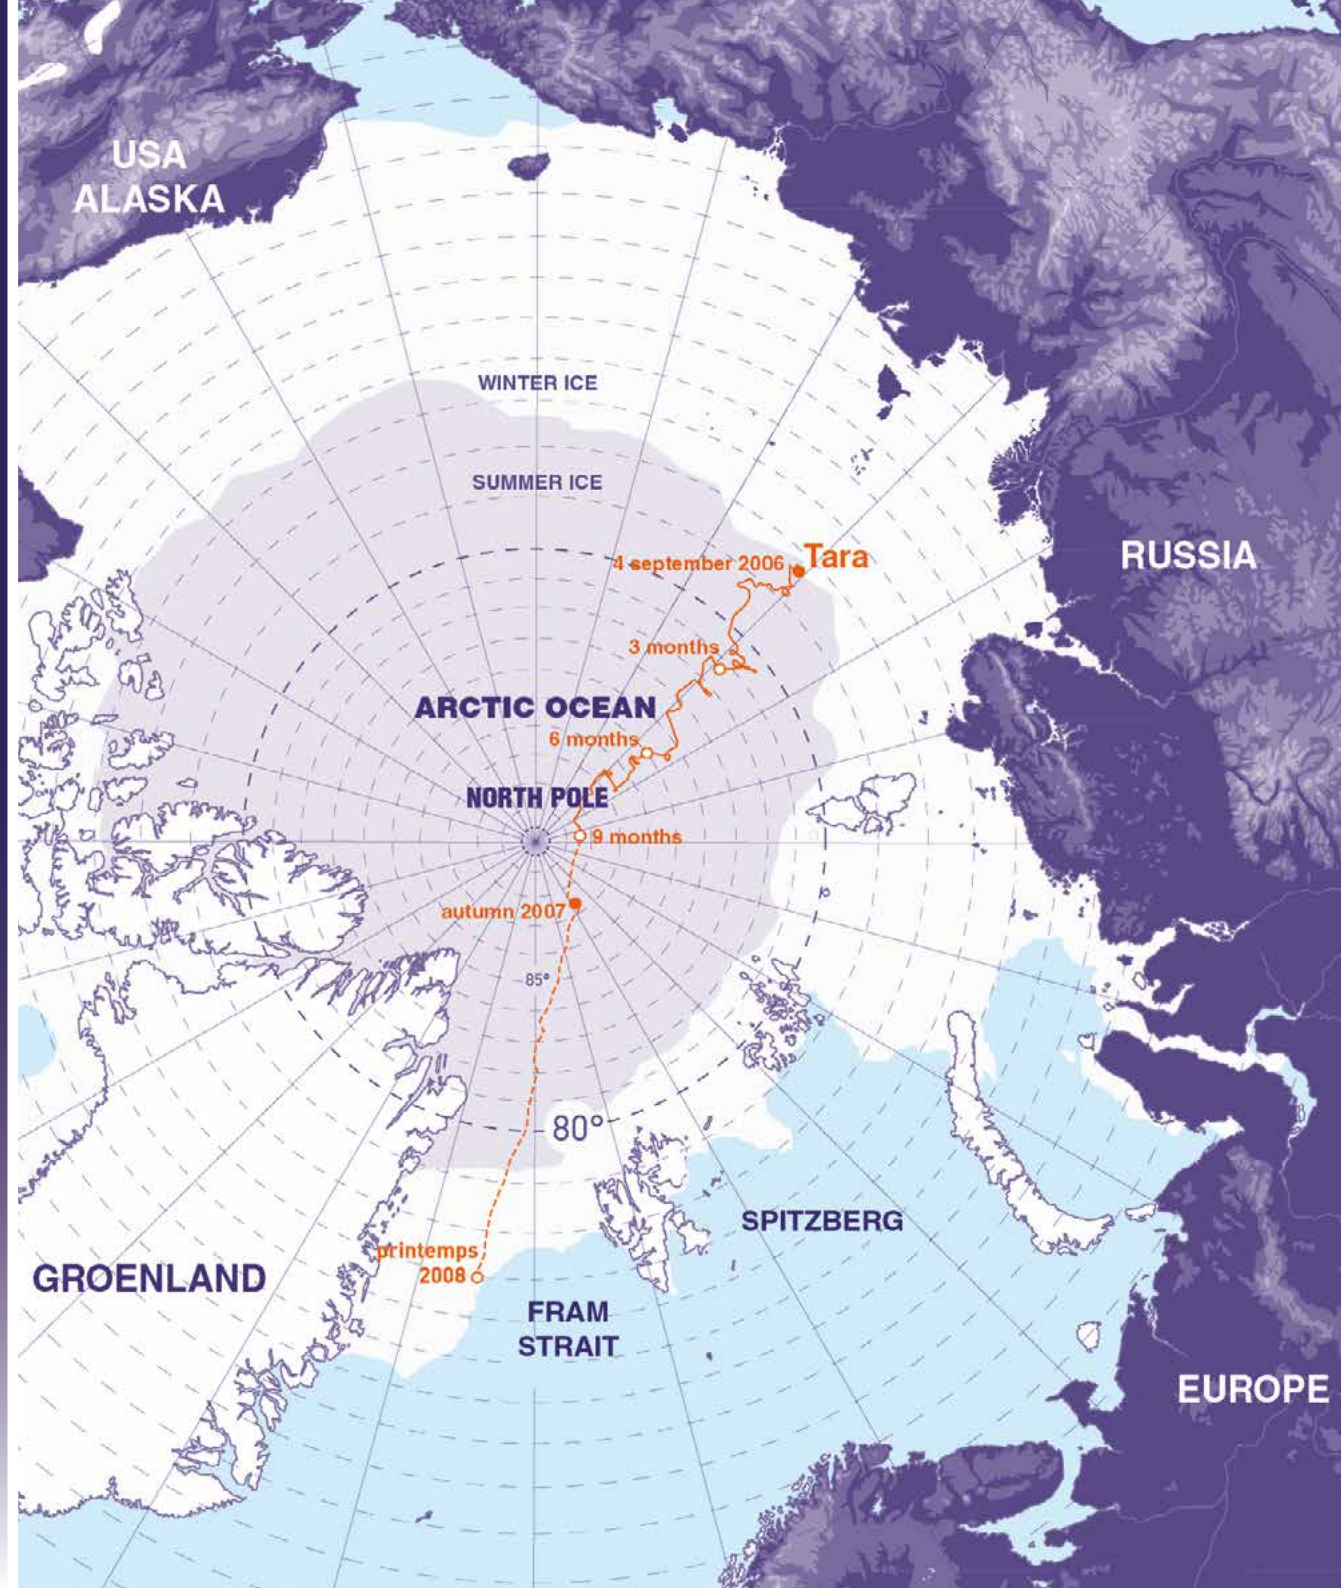 USA
ALASKA
WINTER ICE
SUMMER ICE
4 september 2006
Tara
RUSSIA
3 months
ARCTIC OCEAN
6 months
NORTH POLE
9 months
autumn 2007
85°
80°
SPITZBERG
printemps
2008
GROENLAND
FRAM
STRAIT
EUROPE